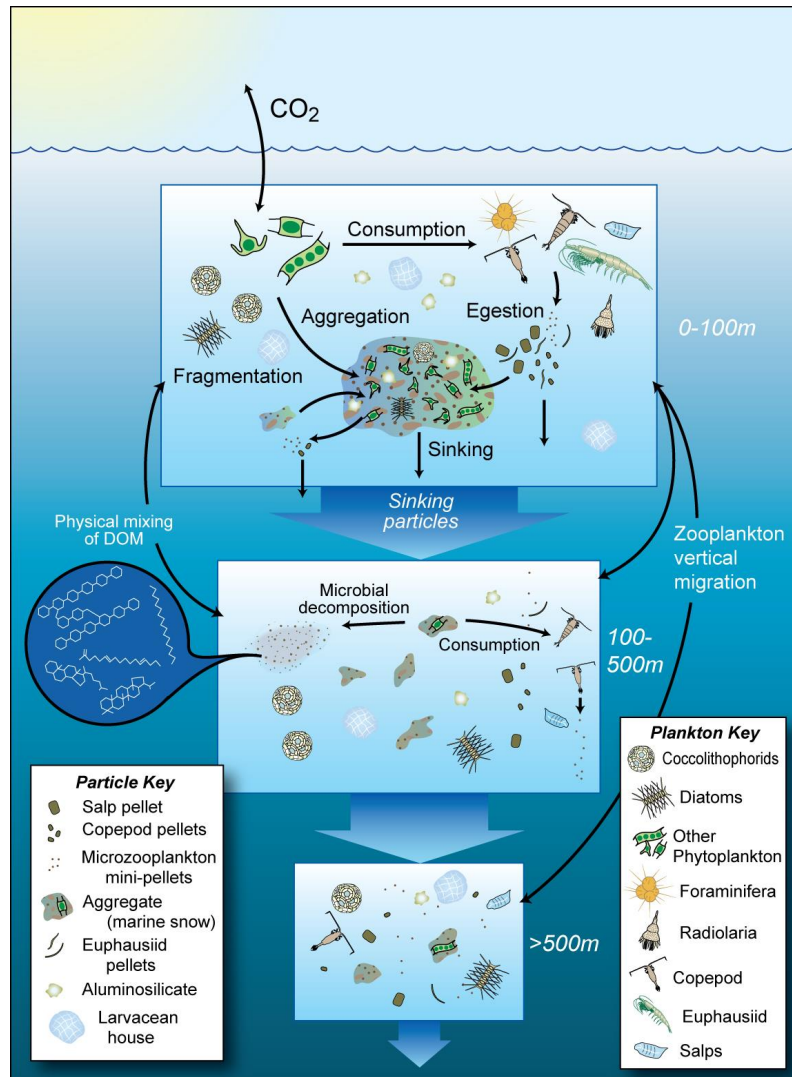 CO2
Consumption
Aggregation
Egestion
0-100m
Fragmentation
Sinking
Sinking
particles
Physical mixing
of DOM
Zooplankton
vertical
migration
Microbial
decomposition
Consumption
100-
500m
Particle Key
Salp pellet
Copepod pellets
Microzooplankton
mini-pellets
Aggregate
(marine snow)
Euphausiid
pellets
Aluminosilicate
Larvacean
house
>500m
Plankton Key
Coccolithophorids
Diatoms
Other
Phytoplankton
Foraminifera
Radiolaria
Copepod
Euphausiid
Salps